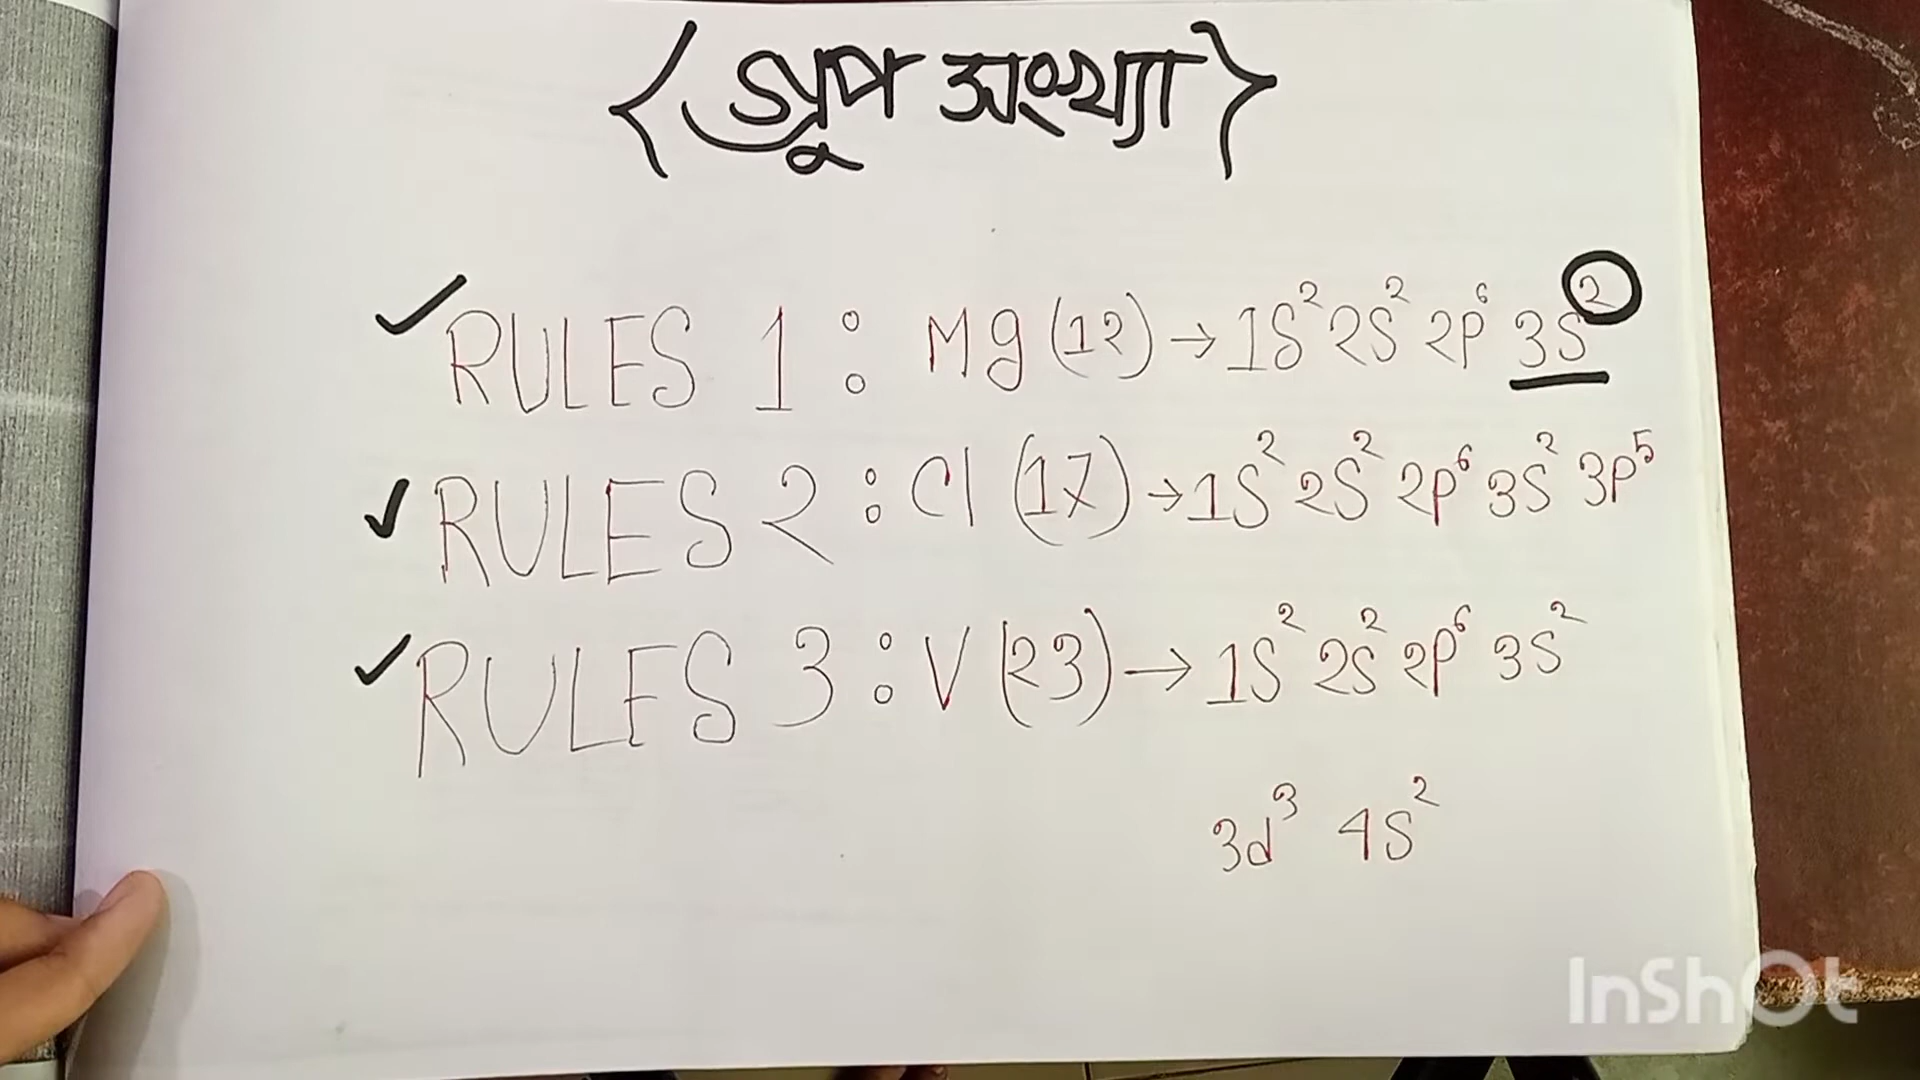 <গ্রুপ সংখ্যা>
✓RULES 1 : Mg (12) → 1S² 2S² 2P⁶ 3S²
✓RULES 2 : Cl (17) → 1S² 2S² 2P⁶ 3S² 3P⁵
✓RULES 3 : V (23) → 1S² 2S² 2P⁶ 3S²
3d³ 4S²
InShOt